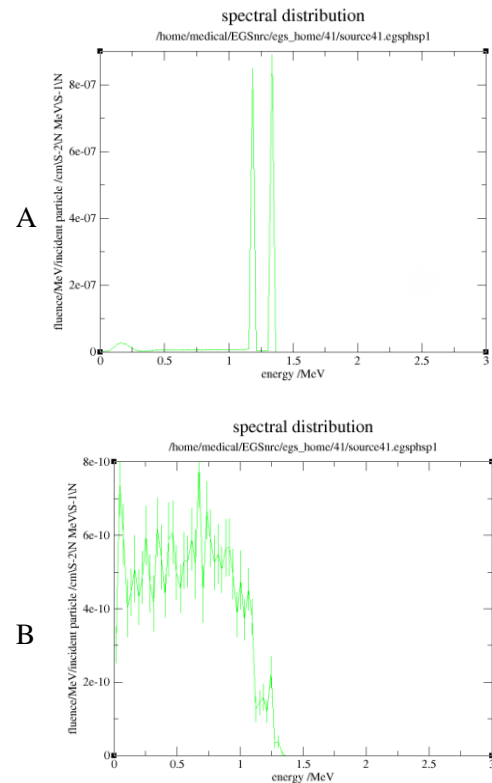 spectral distribution
/home/medical/EGSnrc/egs_home/41/source41.egsphsp1
A
fluence/MeV/incident particle /cm\S-2\N MeV\S-1\N
8e-07
6e-07
4e-07
2e-07
0
0 0.5 1 1.5 2 2.5 3
energy /MeV
spectral distribution
/home/medical/EGSnrc/egs_home/41/source41.egsphsp1
B
fluence/MeV/incident particle /cm\S-2\N MeV\S-1\N
8e-10
6e-10
4e-10
2e-10
0
0 0.5 1 1.5 2 2.5 3
energy /MeV